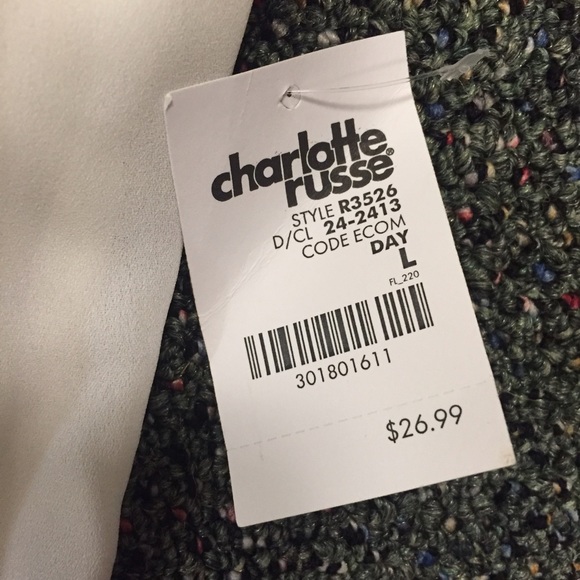 charlotte
russe®
STYLE R3526
D/CL 24-2413
CODE ECOM
DAY
L
FL_220
301801611
$26.99